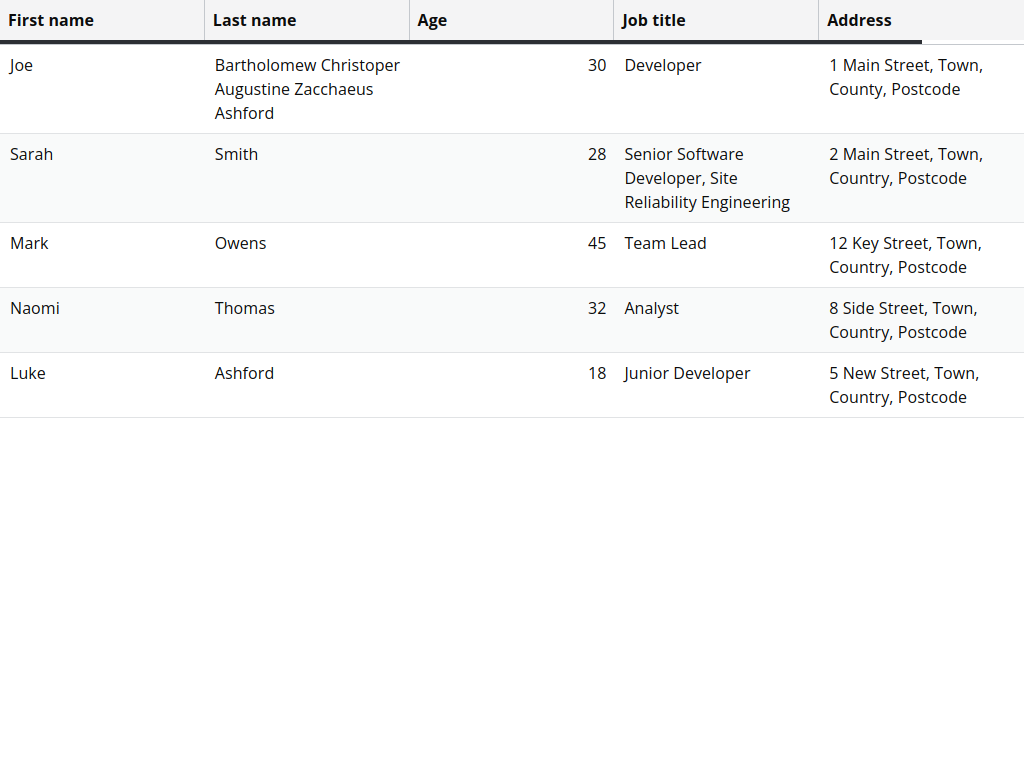 First name Last name Age Job title Address
Joe Bartholomew Christoper 30 Developer 1 Main Street, Town,
Augustine Zacchaeus County, Postcode
Ashford
Sarah Smith 28 Senior Software 2 Main Street, Town,
Developer, Site Country, Postcode
Reliability Engineering
Mark Owens 45 Team Lead 12 Key Street, Town,
Country, Postcode
Naomi Thomas 32 Analyst 8 Side Street, Town,
Country, Postcode
Luke Ashford 18 Junior Developer 5 New Street, Town,
Country, Postcode